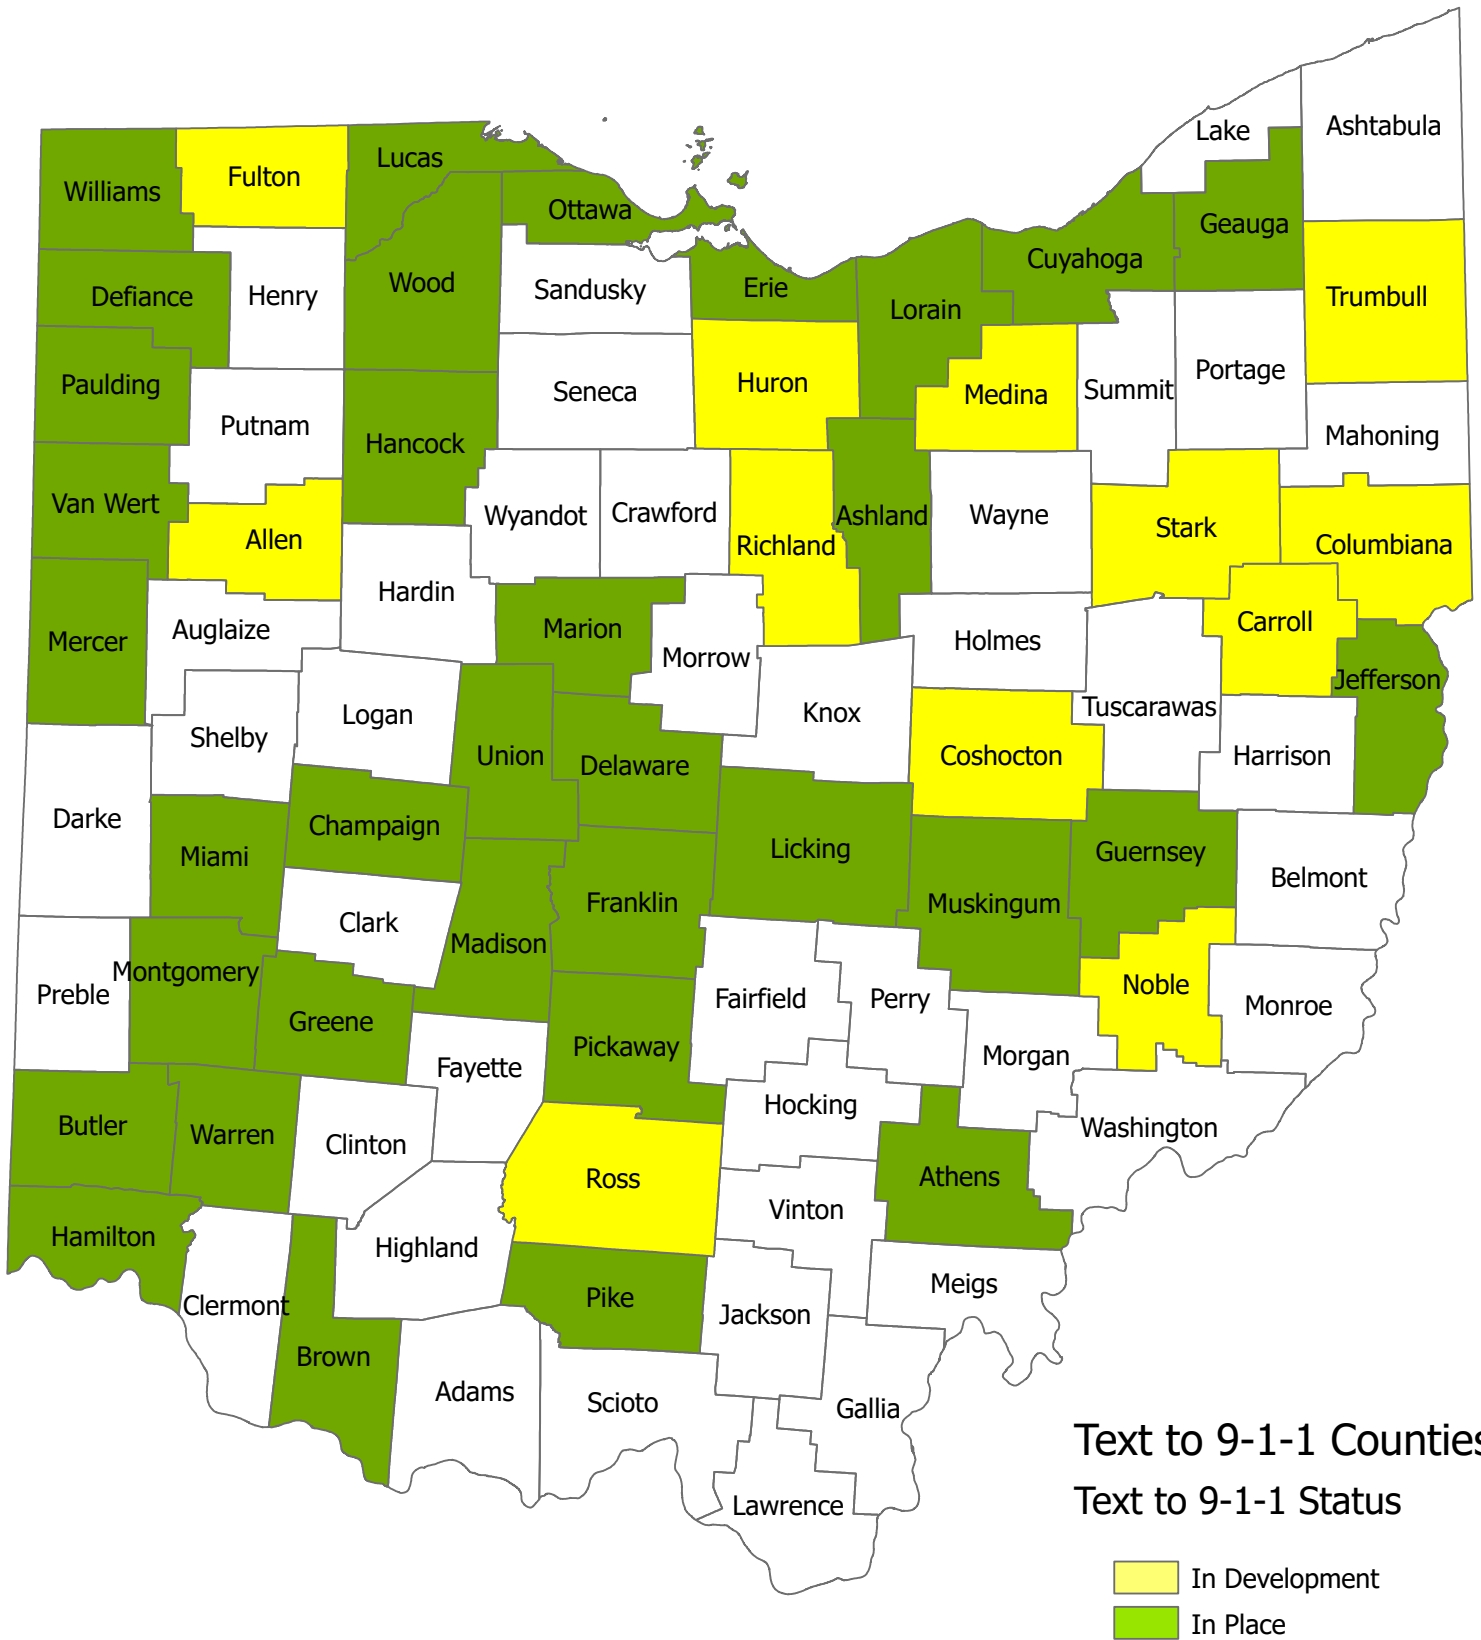 Lake
Ashtabula
Lucas
Fulton
Williams
Ottawa
Geauga
Cuyahoga
Wood
Erie
Sandusky
Henry
Defiance
Trumbull
Lorain
Portage
Huron
Paulding
Summit
Seneca
Medina
Putnam
Mahoning
Hancock
Van Wert
Crawford
Wayne
Wyandot
Ashland
Stark
Allen
Richland
Columbiana
Hardin
Carroll
Marion
Auglaize
Mercer
Holmes
Morrow
Jefferson
Tuscarawas
Knox
Logan
Shelby
Union
Coshocton
Harrison
Delaware
Darke
Champaign
Licking
Guernsey
Miami
Belmont
Franklin
Muskingum
Clark
Madison
Montgomery
Noble
Preble
Fairfield
Perry
Monroe
Greene
Pickaway
Morgan
Fayette
Hocking
Butler
Washington
Warren
Clinton
Athens
Ross
Vinton
Hamilton
Highland
Meigs
Pike
Clermont
Jackson
Brown
Adams
Scioto
Gallia
Lawrence
Text to 9-1-1 Counties
Text to 9-1-1 Status
In Development
In Place